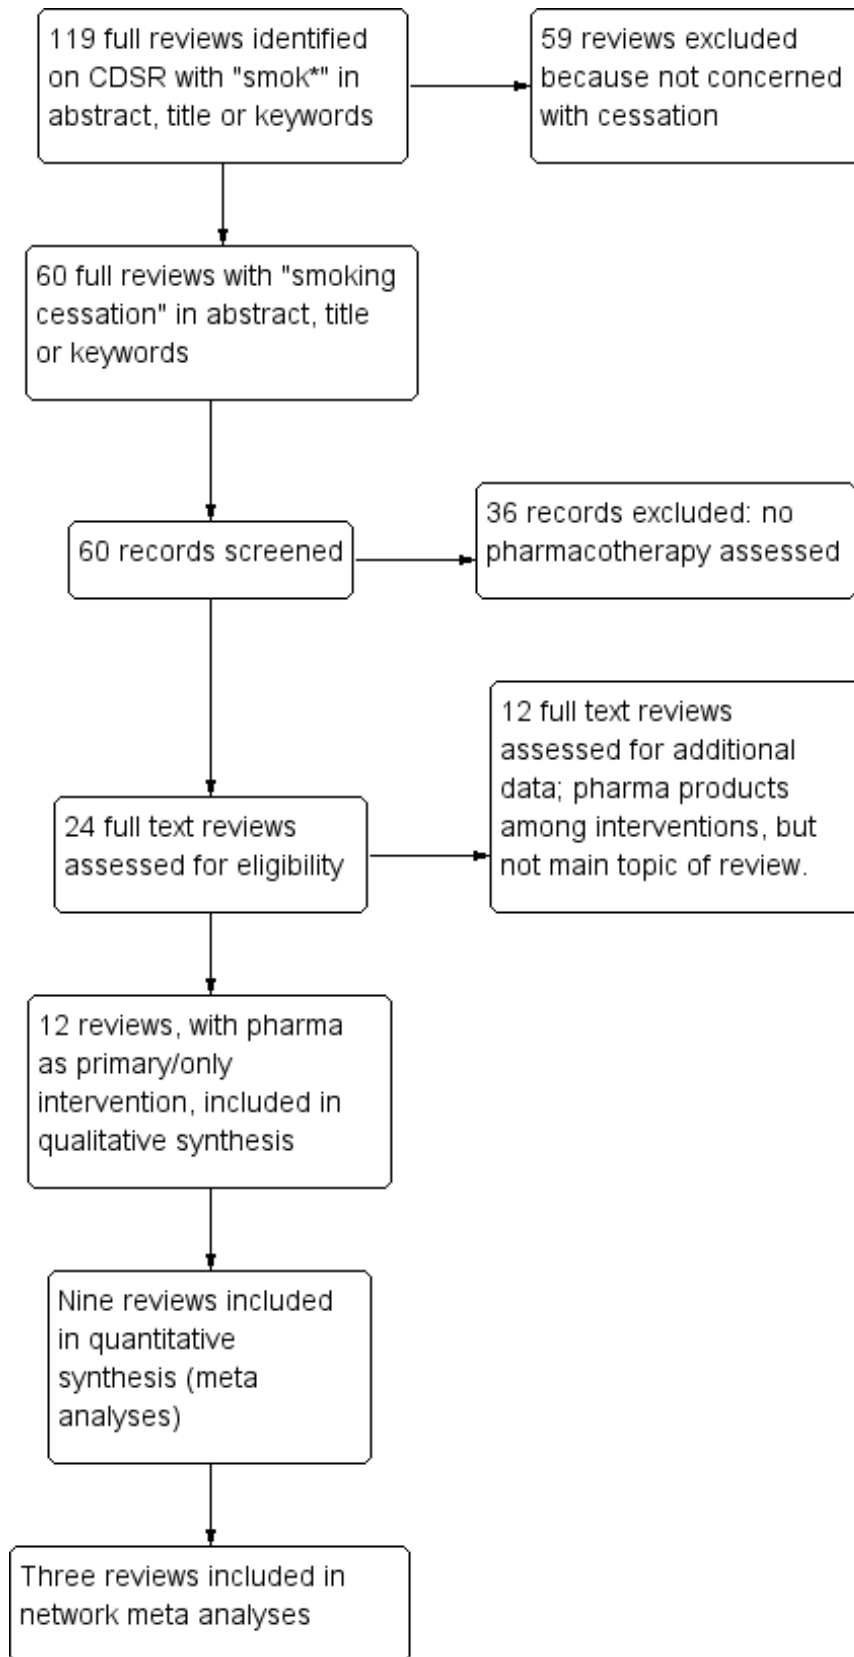 119 full reviews identified
on CDSR with "smok*" in
abstract, title or keywords
59 reviews excluded
because not concerned
with cessation
60 full reviews with "smoking
cessation" in abstract, title
or keywords
60 records screened
36 records excluded: no
pharmacotherapy assessed
12 full text reviews
assessed for additional
data; pharma products
among interventions, but
not main topic of review.
24 full text reviews
assessed for eligibility
12 reviews, with pharma
as primary/only
intervention, included in
qualitative synthesis
Nine reviews included
in quantitative
synthesis (meta
analyses)
Three reviews included in
network meta analyses